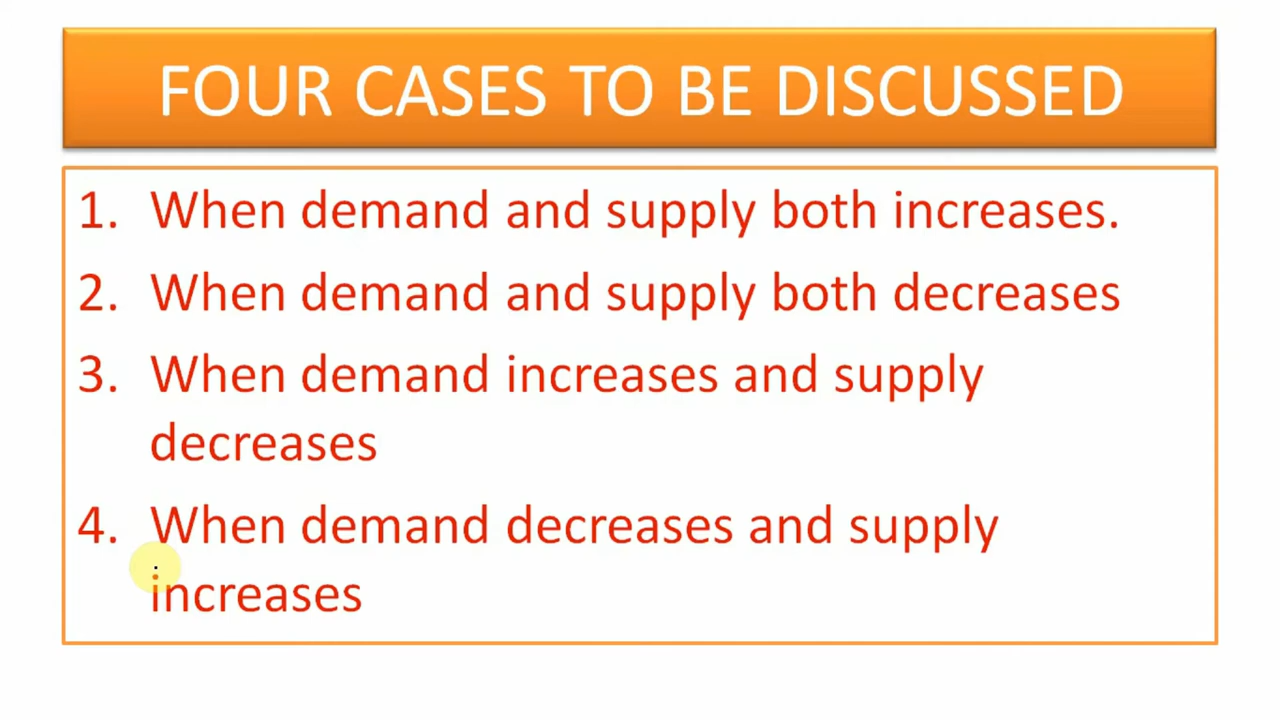 FOUR CASES TO BE DISCUSSED
1. When demand and supply both increases.
2. When demand and supply both decreases
3. When demand increases and supply
decreases
4. When demand decreases and supply
increases